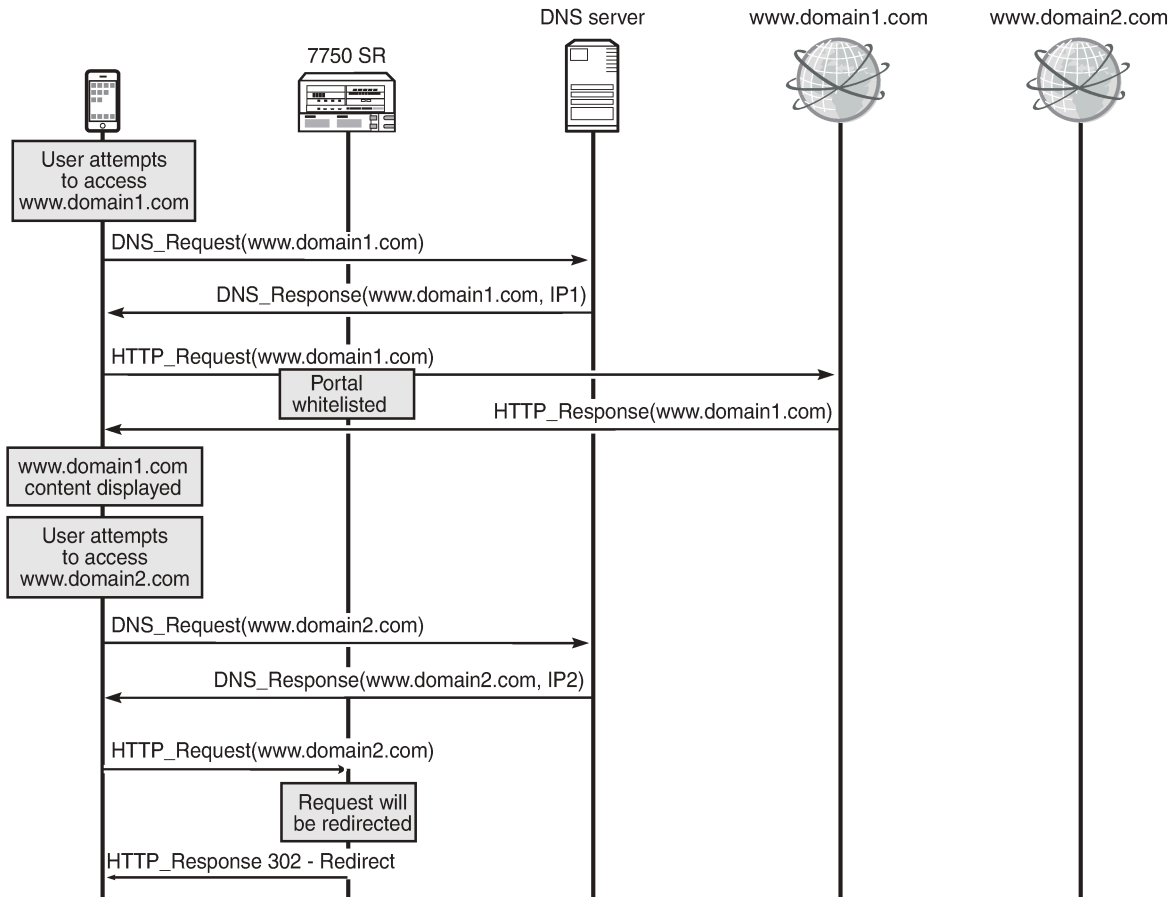 DNS server
www.domain1.com
www.domain2.com
7750 SR
User attempts
to access
www.domain1.com
DNS_Request(www.domain1.com)
DNS_Response(www.domain1.com, IP1)
HTTP_Request(www.domain1.com)
Portal
whitelisted
HTTP_Response(www.domain1.com)
www.domain1.com
content displayed
User attempts
to access
www.domain2.com
DNS_Request(www.domain2.com)
DNS_Response(www.domain2.com, IP2)
HTTP_Request(www.domain2.com)
Request will
be redirected
HTTP_Response 302 - Redirect